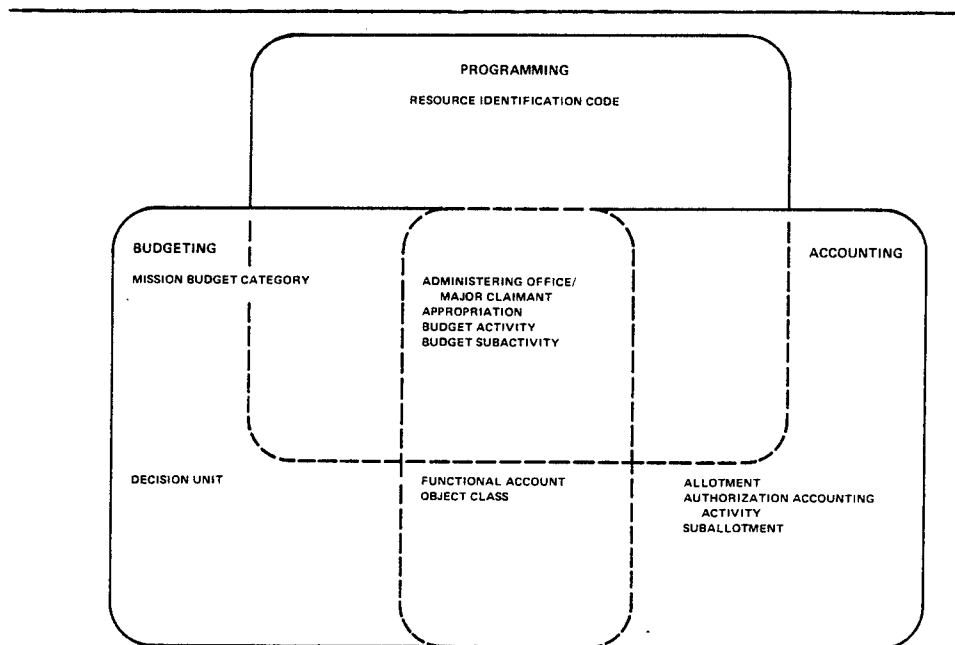 PROGRAMMING
RESOURCE IDENTIFICATION CODE
BUDGETING
MISSION BUDGET CATEGORY
ADMINISTERING OFFICE/
MAJOR CLAIMANT
APPROPRIATION
BUDGET ACTIVITY
BUDGET SUBACTIVITY
ACCOUNTING
DECISION UNIT
FUNCTIONAL ACCOUNT
OBJECT CLASS
ALLOTMENT
AUTHORIZATION ACCOUNTING
ACTIVITY
SUBALLOTMENT